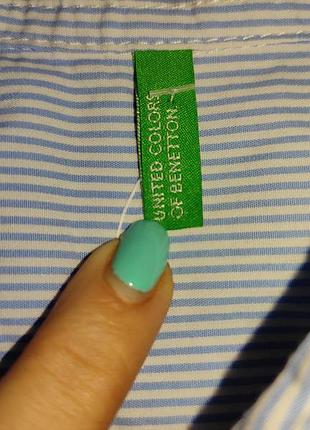 UNITED COLORS
OF BENETTON.